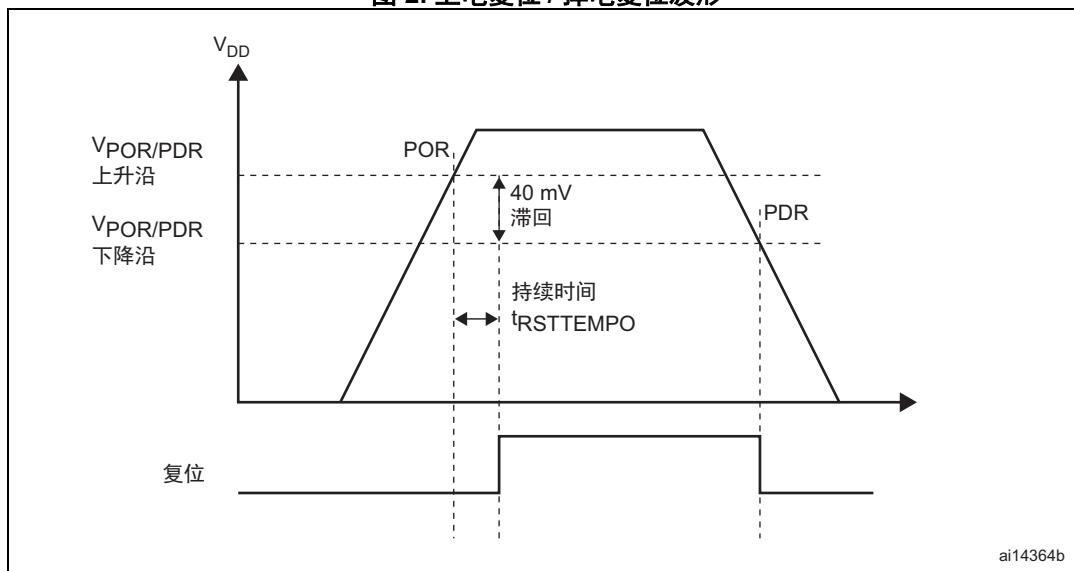 V_DD
V_POR/PDR
上升沿
POR
40 mV
滞回
V_POR/PDR
下降沿
PDR
持续时间
t_RSTTEMPO
复位
ai14364b